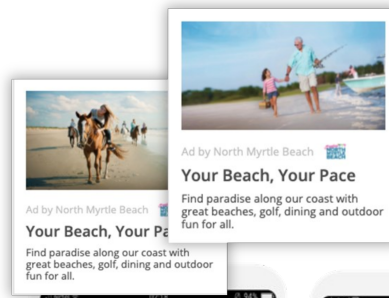 Ad by North Myrtle Beach
Your Beach, Your Pace
Find paradise along our coast with
great beaches, golf, dining and outdoor
fun for all.
Ad by North Myrtle Beach
Your Beach, Your Pa
Find paradise along our coast with
great beaches, golf, dining and outdoor
fun for all.
94%